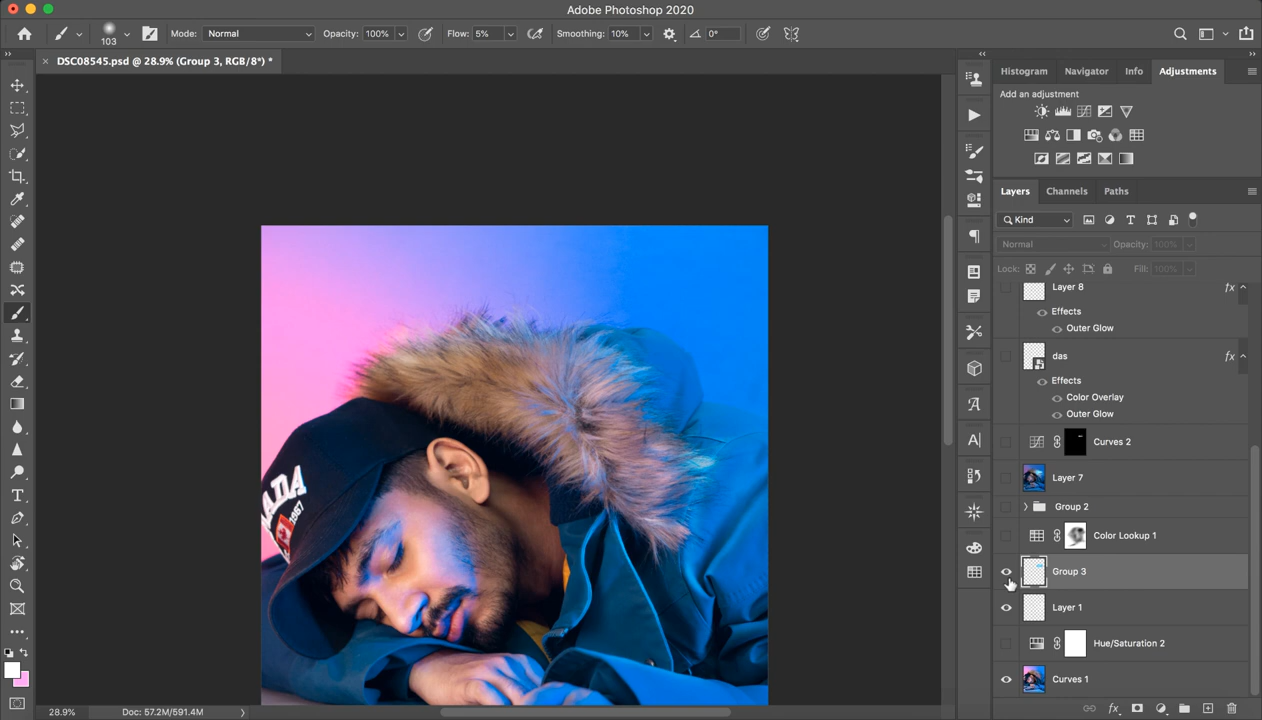 Adobe Photoshop 2020
103
Mode: Normal Opacity: 100% Flow: 5% Smoothing: 10% 0°
DSC08545.psd @ 28.9% (Group 3, RGB/8*) *
Histogram Navigator Info Adjustments
Add an adjustment
Layers Channels Paths
Kind
Normal Opacity: 100%
Lock: Fill: 100%
Layer 8 fx
Effects
Outer Glow
das fx
Effects
Color Overlay
Outer Glow
Curves 2
Layer 7
Group 2
Color Lookup 1
Group 3
Layer 1
Hue/Saturation 2
Curves 1
ADA
1867
28.9% Doc: 57.2M/591.4M fx